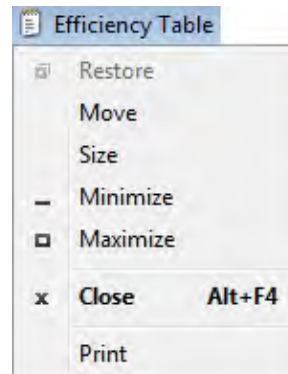 Efficiency Table
Restore
Move
Size
Minimize
Maximize
Close Alt+F4
Print